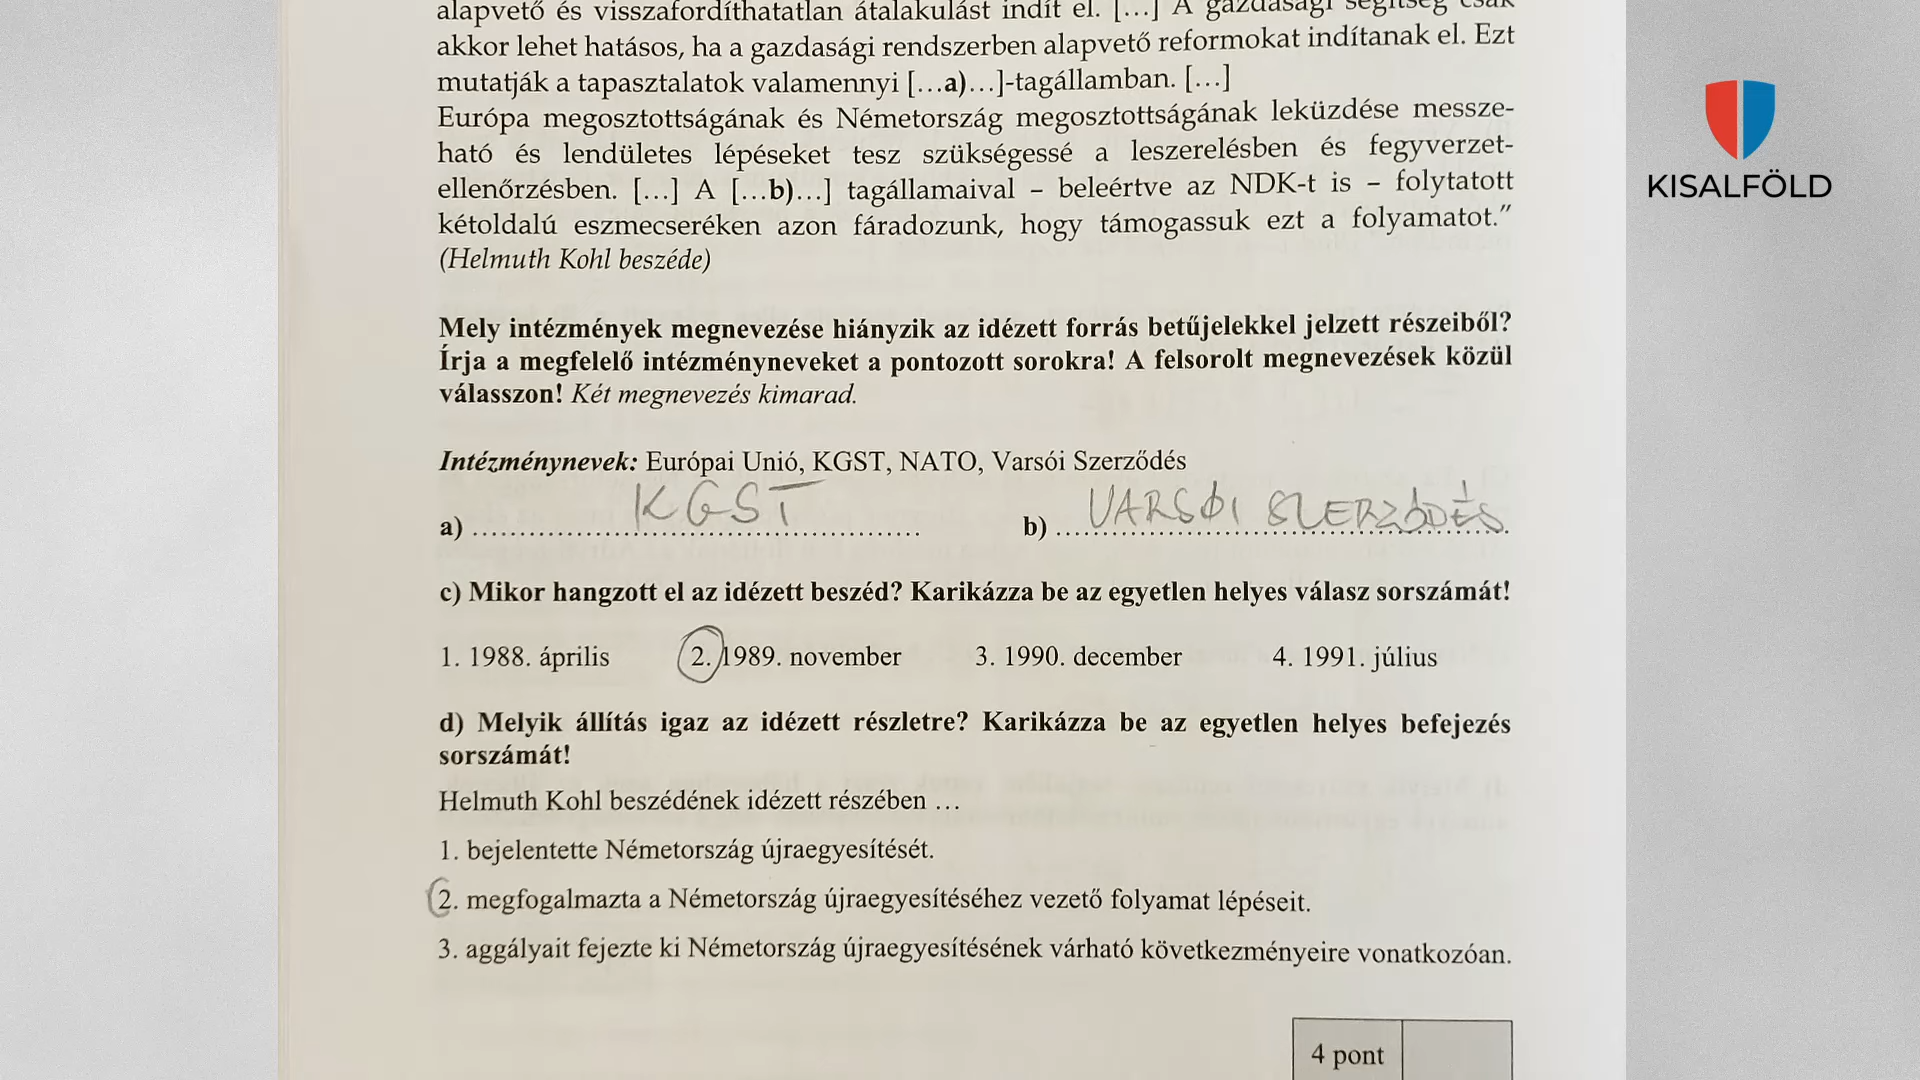 alapvető és visszafordíthatatlan átalakulást indít el. […] A gazdasági segítség csak
akkor lehet hatásos, ha a gazdasági rendszerben alapvető reformokat indítanak el. Ezt
mutatják a tapasztalatok valamennyi […a)…]-tagállamban. […]
Európa megosztottságának és Németország megosztottságának leküzdése messze-
ható és lendületes lépéseket tesz szükségessé a leszerelésben és fegyverzet-
ellenőrzésben. […] A […b)…] tagállamaival – beleértve az NDK-t is – folytatott
kétoldalú eszmecseréken azon fáradozunk, hogy támogassuk ezt a folyamatot.”
(Helmuth Kohl beszéde)
KISALFÖLD
Mely intézmények megnevezése hiányzik az idézett forrás betűjelekkel jelzett részeiből?
Írja a megfelelő intézményneveket a pontozott sorokra! A felsorolt megnevezések közül
válasszon! Két megnevezés kimarad.
Intézménynevek: Európai Unió, KGST, NATO, Varsói Szerződés
a) KGST b) VARSÓI SZERZŐDÉS
c) Mikor hangzott el az idézett beszéd? Karikázza be az egyetlen helyes válasz sorszámát!
1. 1988. április 2. 1989. november 3. 1990. december 4. 1991. július
d) Melyik állítás igaz az idézett részletre? Karikázza be az egyetlen helyes befejezés
sorszámát!
Helmuth Kohl beszédének idézett részében …
1. bejelentette Németország újraegyesítését.
2. megfogalmazta a Németország újraegyesítéséhez vezető folyamat lépéseit.
3. aggályait fejezte ki Németország újraegyesítésének várható következményeire vonatkozóan.
4 pont